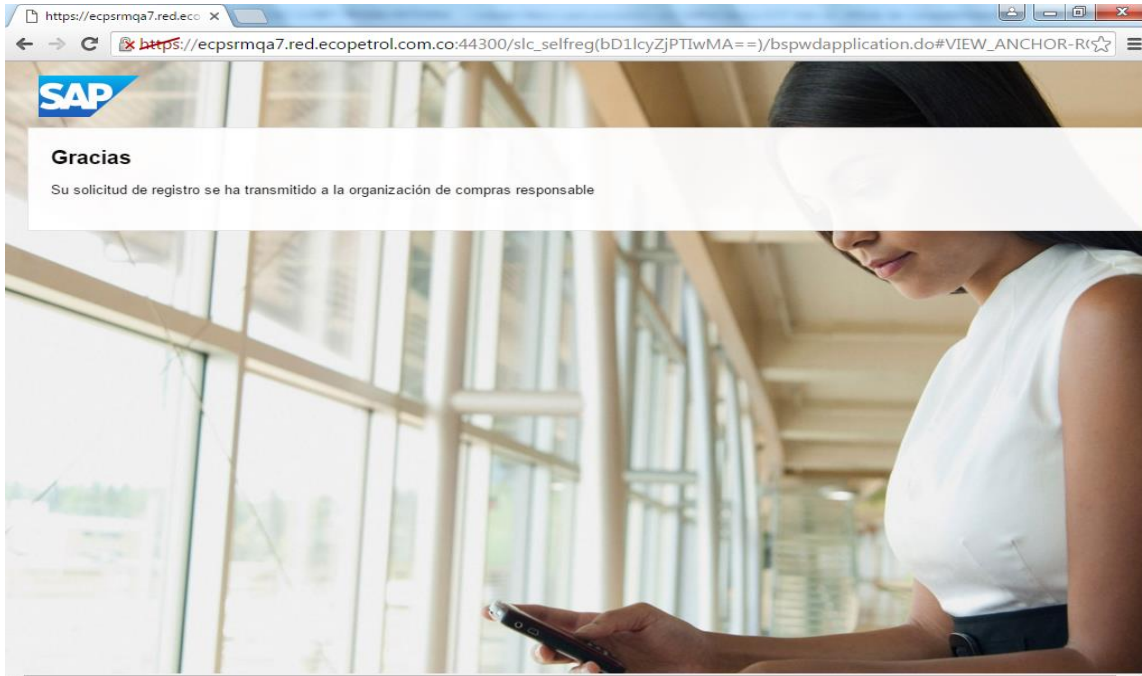 https://ecpsrmqa7.red.eco
https://ecpsrmqa7.red.ecopetrol.com.co:44300/slc_selfreg(bD1lcyZjPTIwMA==)/bspwdapplication.do#VIEW_ANCHOR-R
SAP
Gracias
Su solicitud de registro se ha transmitido a la organización de compras responsable